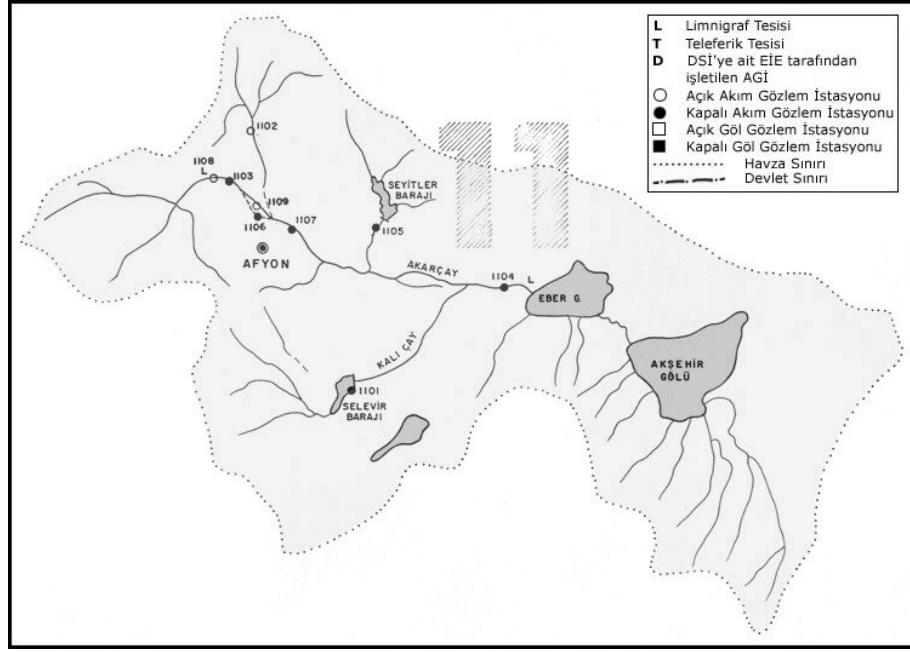 L Limnigraf Tesisi
T Teleferik Tesisi
D DSİ'ye ait EİE tarafından
işletilen AGİ
Açık Akım Gözlem İstasyonu
Kapalı Akım Gözlem İstasyonu
Açık Göl Gözlem İstasyonu
Kapalı Göl Gözlem İstasyonu
Havza Sınırı
Devlet Sınırı
11
1102
1108
L
1103
1109
1106
1107
AFYON
SEYİTLER
BARAJI
1105
AKARÇAY
1104
L
EBER G.
KALI ÇAY
AKŞEHİR
GÖLÜ
1101
SELEVİR
BARAJI